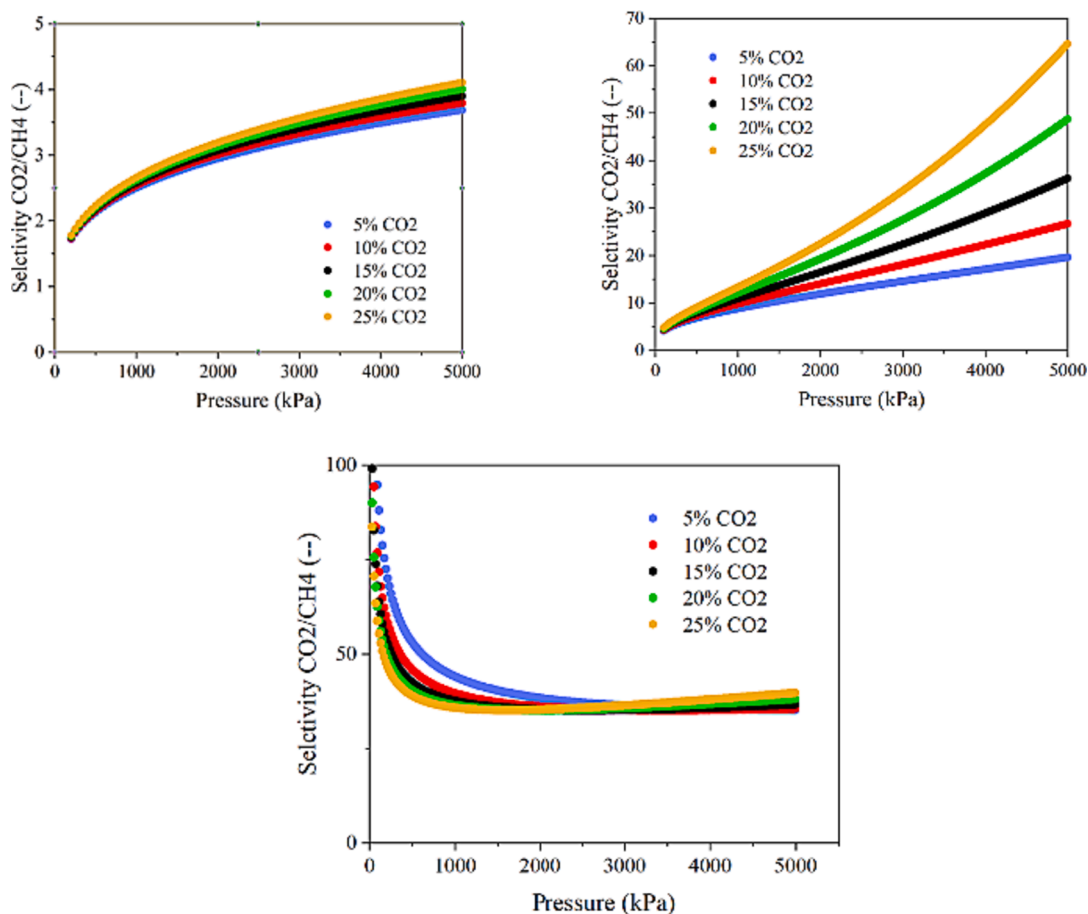 5
4
3
2
1
0
Selctivity CO2/CH4 (--)
5% CO2
10% CO2
15% CO2
20% CO2
25% CO2
0 1000 2000 3000 4000 5000
Pressure (kPa)
70
60
50
40
30
20
10
0
Selctivity CO2/CH4 (--)
5% CO2
10% CO2
15% CO2
20% CO2
25% CO2
0 1000 2000 3000 4000 5000
Pressure (kPa)
100
50
0
Selctivity CO2/CH4 (--)
5% CO2
10% CO2
15% CO2
20% CO2
25% CO2
0 1000 2000 3000 4000 5000
Pressure (kPa)